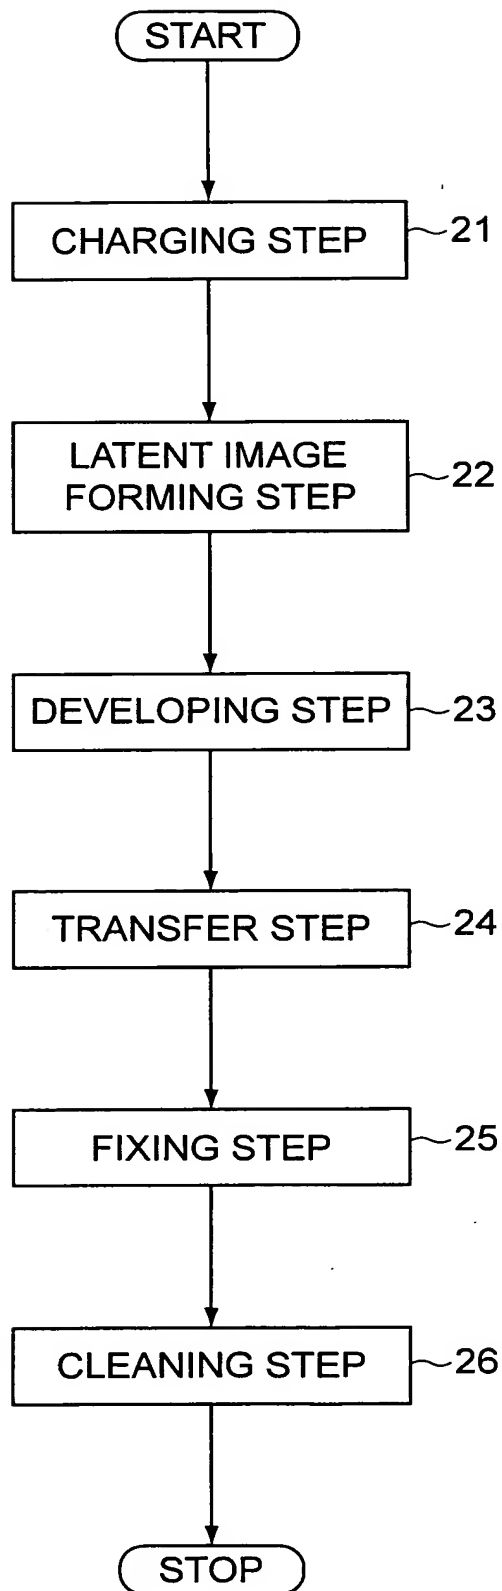 START
CHARGING STEP
21
LATENT IMAGE
FORMING STEP
22
DEVELOPING STEP
23
TRANSFER STEP
24
FIXING STEP
25
CLEANING STEP
26
STOP